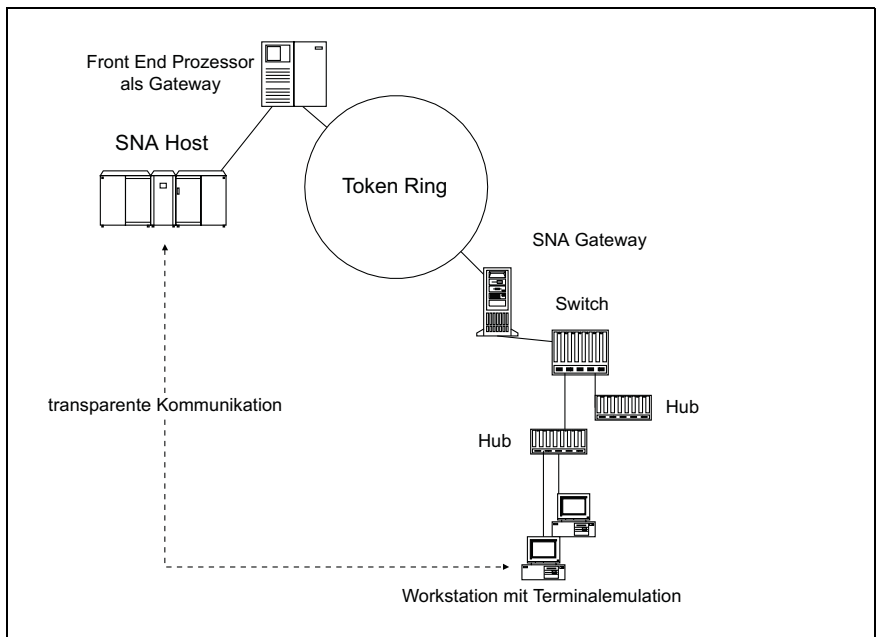 Front End Prozessor
als Gateway
SNA Host
Token Ring
SNA Gateway
Switch
transparente Kommunikation
Hub
Hub
Workstation mit Terminalemulation